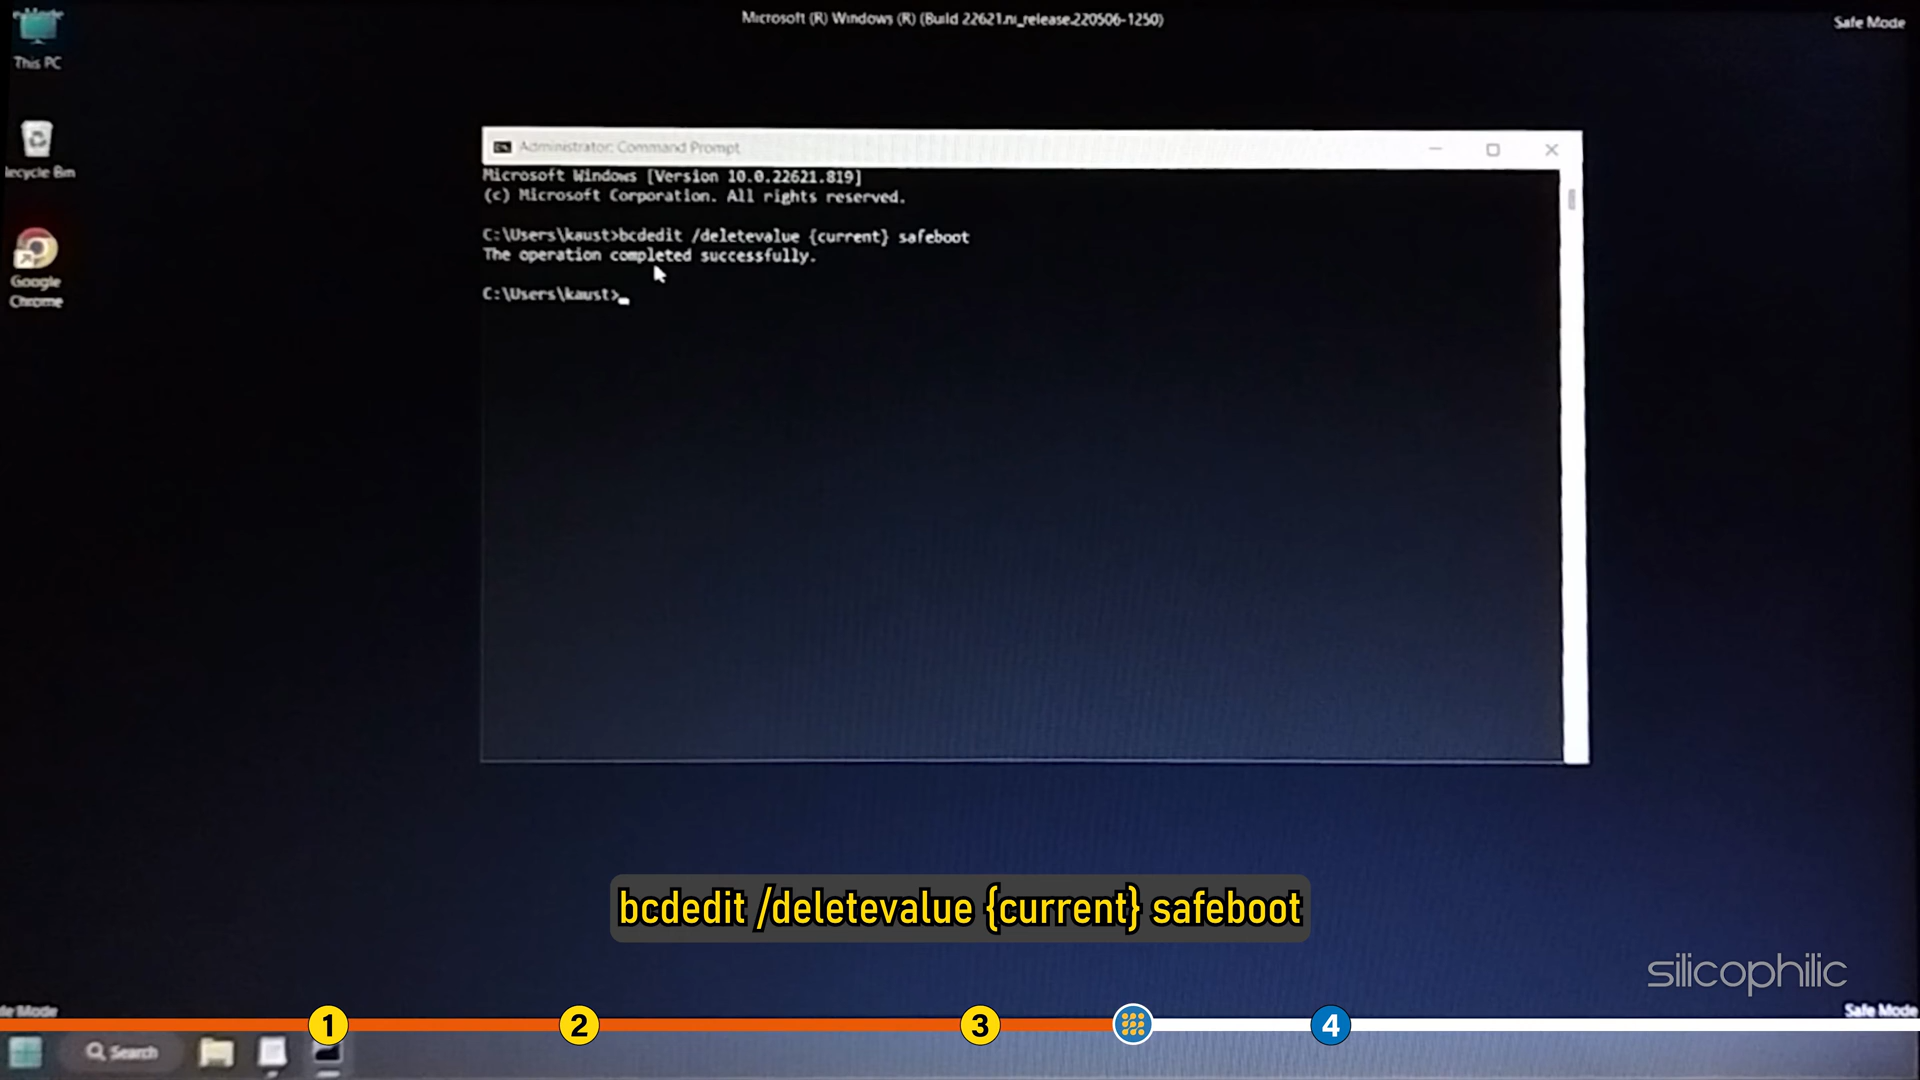 Microsoft (R) Windows (R) (Build 22621.ni_release.220506-1250)
Safe Mode
This PC
Recycle Bin
Google
Chrome
Administrator: Command Prompt
Microsoft Windows [Version 10.0.22621.819]
(c) Microsoft Corporation. All rights reserved.
C:\Users\kaust>bcdedit /deletevalue {current} safeboot
The operation completed successfully.
C:\Users\kaust>
bcdedit /deletevalue {current} safeboot
silicophilic
Safe Mode
1
2
3
4
Search